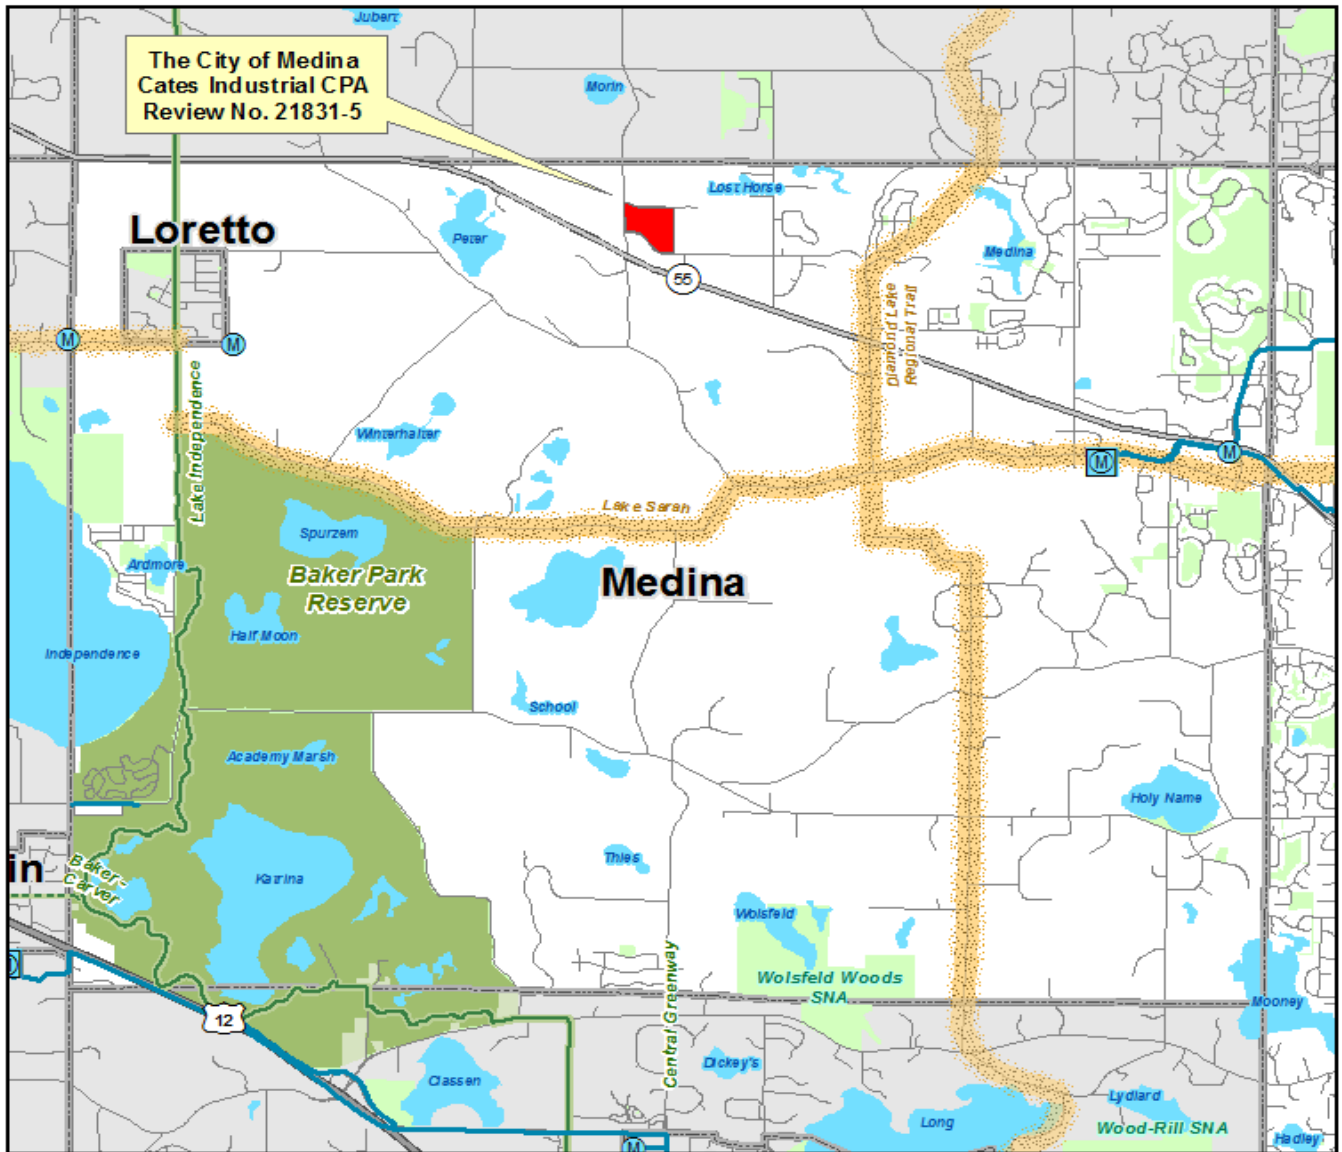 Jubert
The City of Medina
Cates Industrial CPA
Review No. 21831-5
Morin
Lost Horse
Loretto
Peter
Medina
55
Diamond Lake
Regional Trail
M
M
Lake Independence
Winterhalter
M
M
Lake Sarah
Spurzem
Ardmore
Baker Park
Reserve
Medina
Half Moon
Independence
School
Academy Marsh
Holy Name
in
Baker-
Carver
Katrina
Thies
Wolsfeld
Central Greenway
Wolsfeld Woods
SNA
Mooney
12
Dickey's
Classen
Lydiard
Long
Wood-Rill SNA
Hadley
M